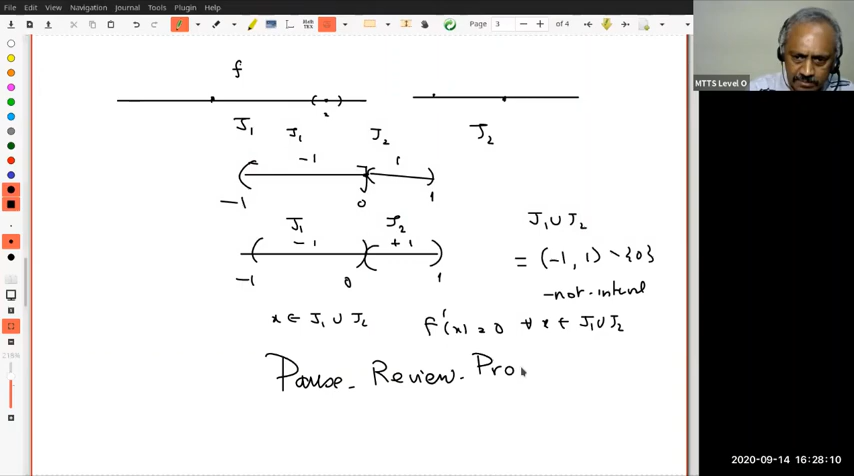 File Edit View Navigation Journal Tools Plugin Help
Page 3 of 4
MTTS Level O
218%
f
2
J₁ J₁ J₂ J₂
-1 1
-1 0 1
J₁ J₂
-1 +1
-1 0 1
J₁ ∪ J₂
= (-1, 1) \ {0}
- not interval
x ∈ J₁ ∪ J₂ f'(x) = 0 ∀ x ∈ J₁ ∪ J₂
Pause - Review - Pro
2020-09-14 16:28:10